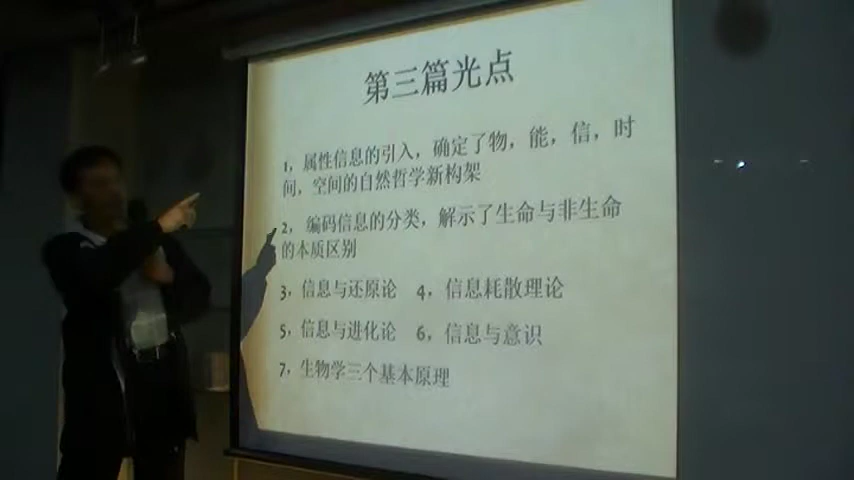 第三篇光点
1，属性信息的引入，确定了物，能，信，时
间，空间的自然哲学新构架
2， 编码信息的分类，解示了生命与非生命
的本质区别
3，信息与还原论 4，信息耗散理论
5，信息与进化论 6，信息与意识
7，生物学三个基本原理